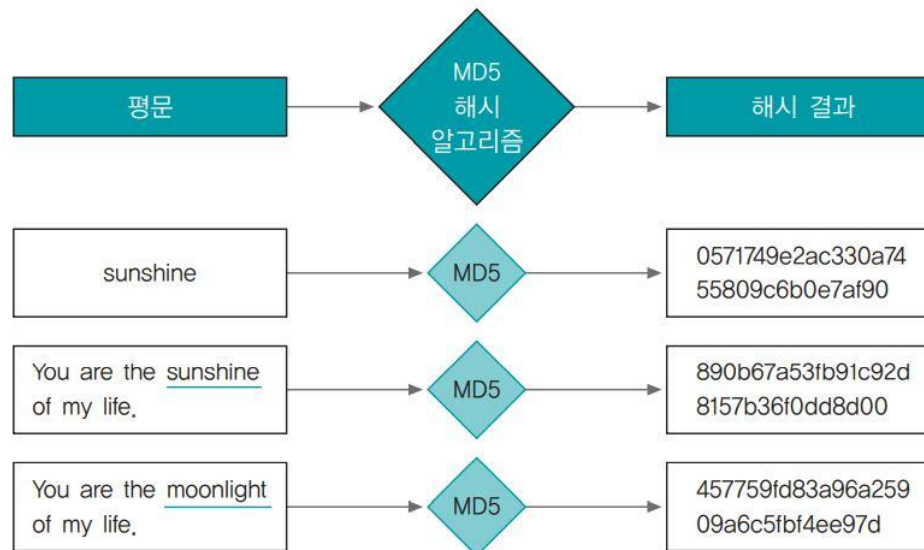 평문
MD5
해시
알고리즘
해시 결과
sunshine
MD5
0571749e2ac330a74
55809c6b0e7af90
You are the sunshine
of my life.
MD5
890b67a53fb91c92d
8157b36f0dd8d00
You are the moonlight
of my life.
MD5
457759fd83a96a259
09a6c5fbf4ee97d